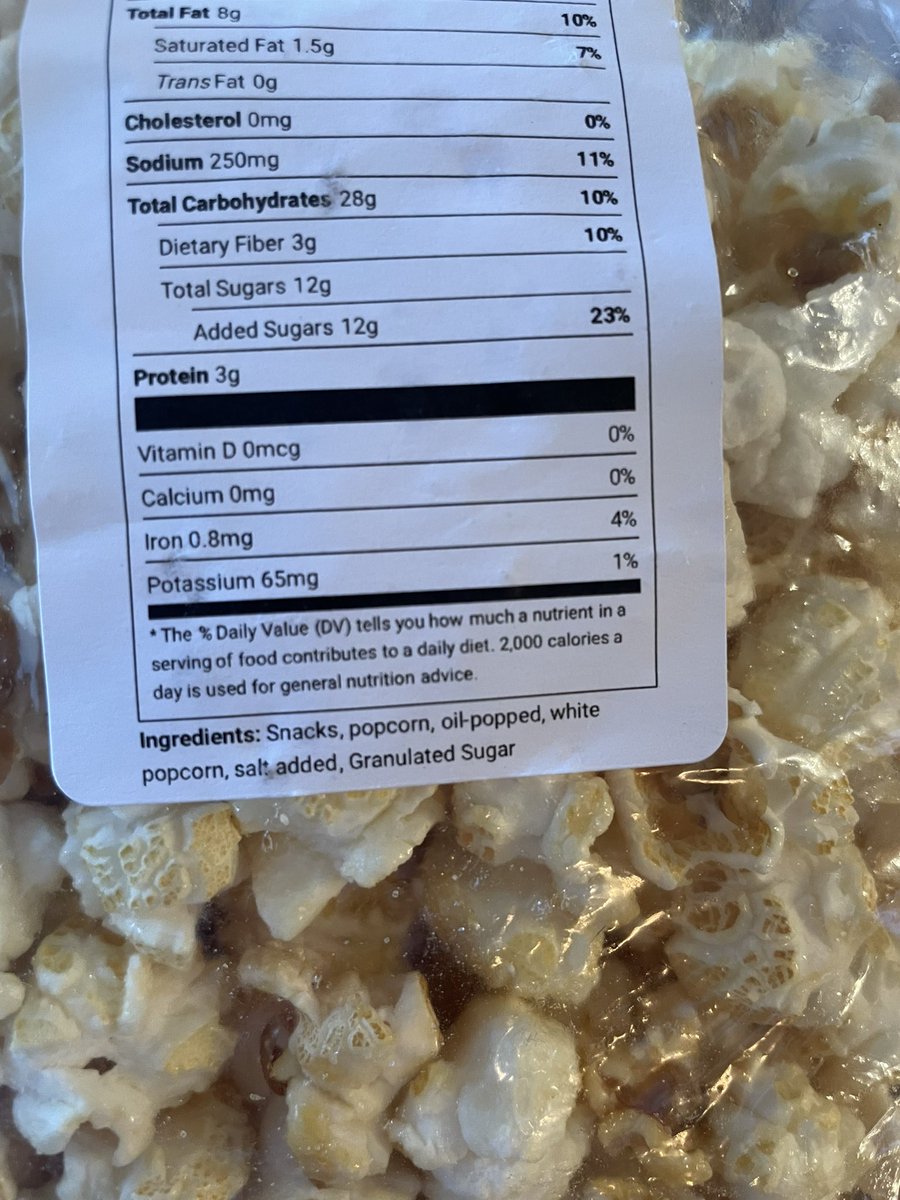 Total Fat 8g 10%
Saturated Fat 1.5g 7%
Trans Fat 0g
Cholesterol 0mg 0%
Sodium 250mg 11%
Total Carbohydrates 28g 10%
Dietary Fiber 3g 10%
Total Sugars 12g
Added Sugars 12g 23%
Protein 3g
Vitamin D 0mcg 0%
Calcium 0mg 0%
Iron 0.8mg 4%
Potassium 65mg 1%
* The % Daily Value (DV) tells you how much a nutrient in a
serving of food contributes to a daily diet. 2,000 calories a
day is used for general nutrition advice.
Ingredients: Snacks, popcorn, oil-popped, white
popcorn, salt added, Granulated Sugar